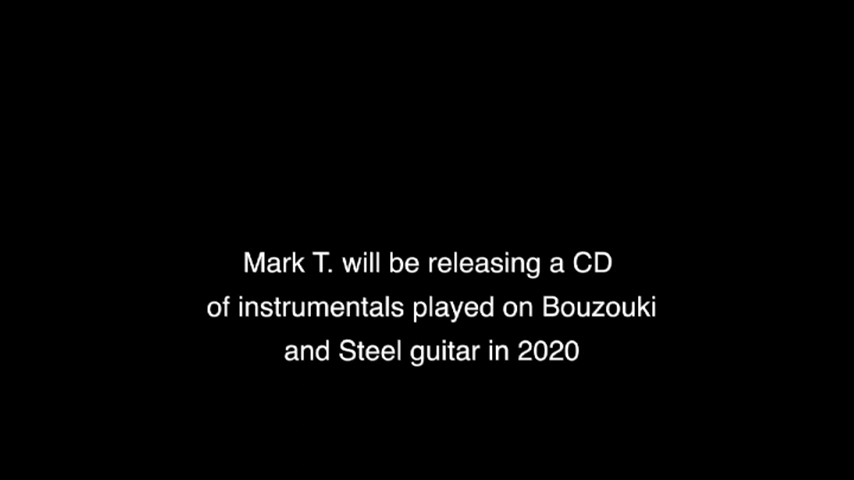 Mark T. will be releasing a CD
of instrumentals played on Bouzouki
and Steel guitar in 2020